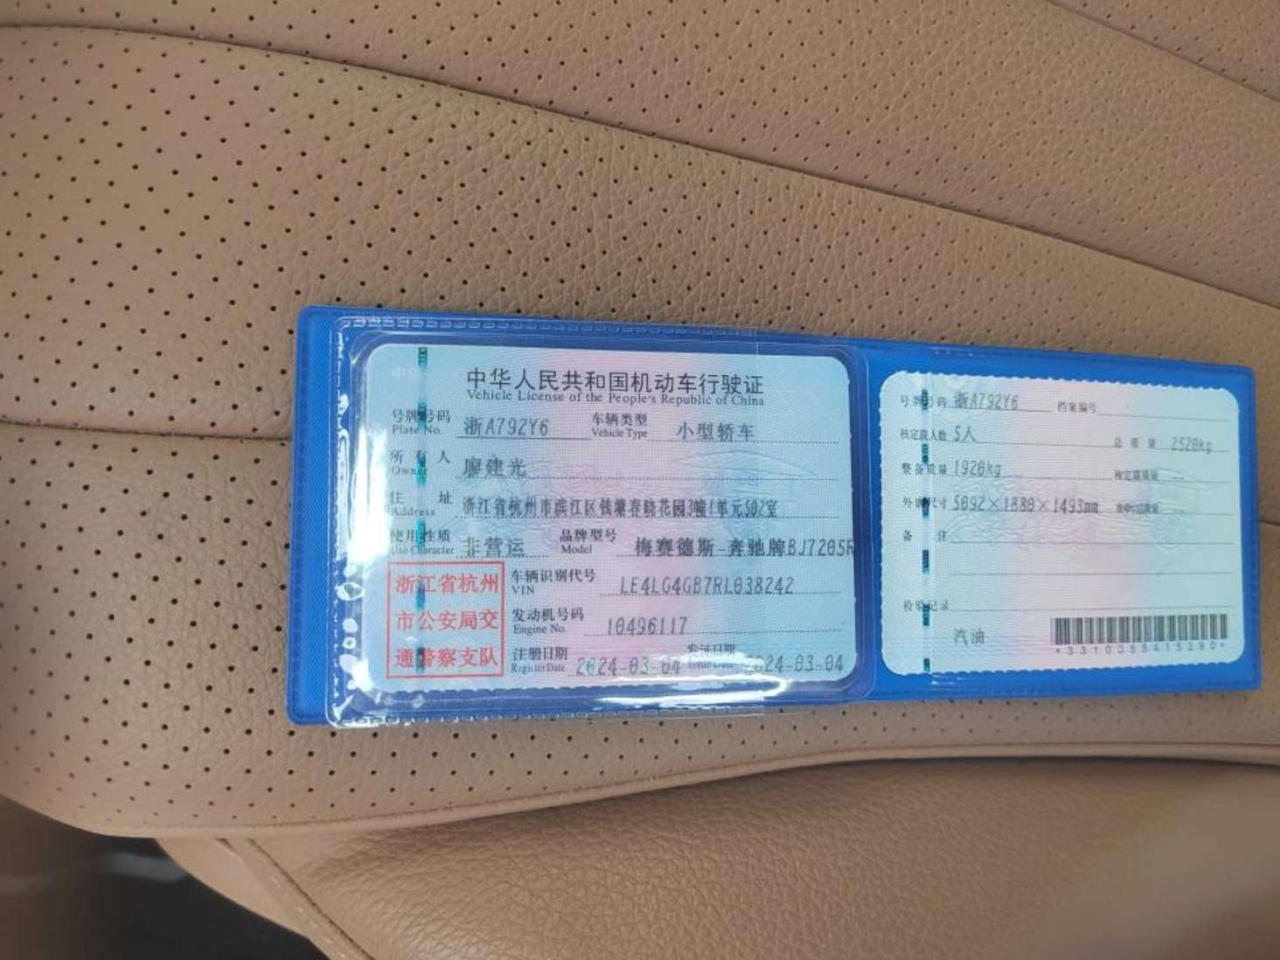 中华人民共和国机动车行驶证
Vehicle License of the People's Republic of China
号牌号码 浙A792Y6 车辆类型 小型轿车
Plate No. Vehicle Type
所有人 廖建光
Owner
住址 浙江省杭州市滨江区钱塘春晓花园3幢1单元502室
Address
使用性质 非营运 品牌型号 梅赛德斯-奔驰牌BJ7205
Use Character Model
浙江省杭州
市公安局交
通警察支队
车辆识别代号 LE4LG4GB7RL038242
VIN
发动机号码 10496117
Engine No.
注册日期 2024-03-04 发证日期 2024-03-04
Register Date Issue Date
号牌号码 浙A792Y6 档案编号
核定载人数 5人 总质量 2520kg
整备质量 1920kg 核定载质量 --
外廓尺寸 5092×1880×1493mm
备注
检验记录
汽油